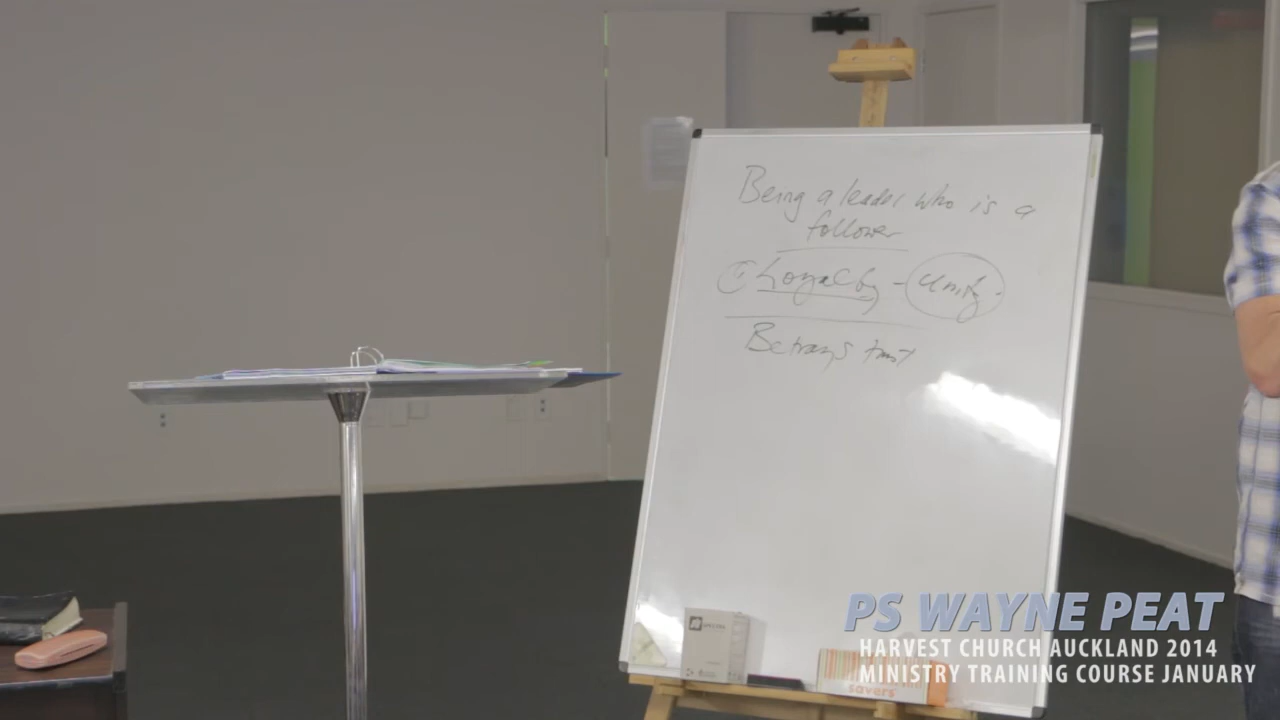 Being a leader who is a
follower
① Loyalty - Unity.
Betrays trust
savers
PS WAYNE PEAT
HARVEST CHURCH AUCKLAND 2014
MINISTRY TRAINING COURSE JANUARY